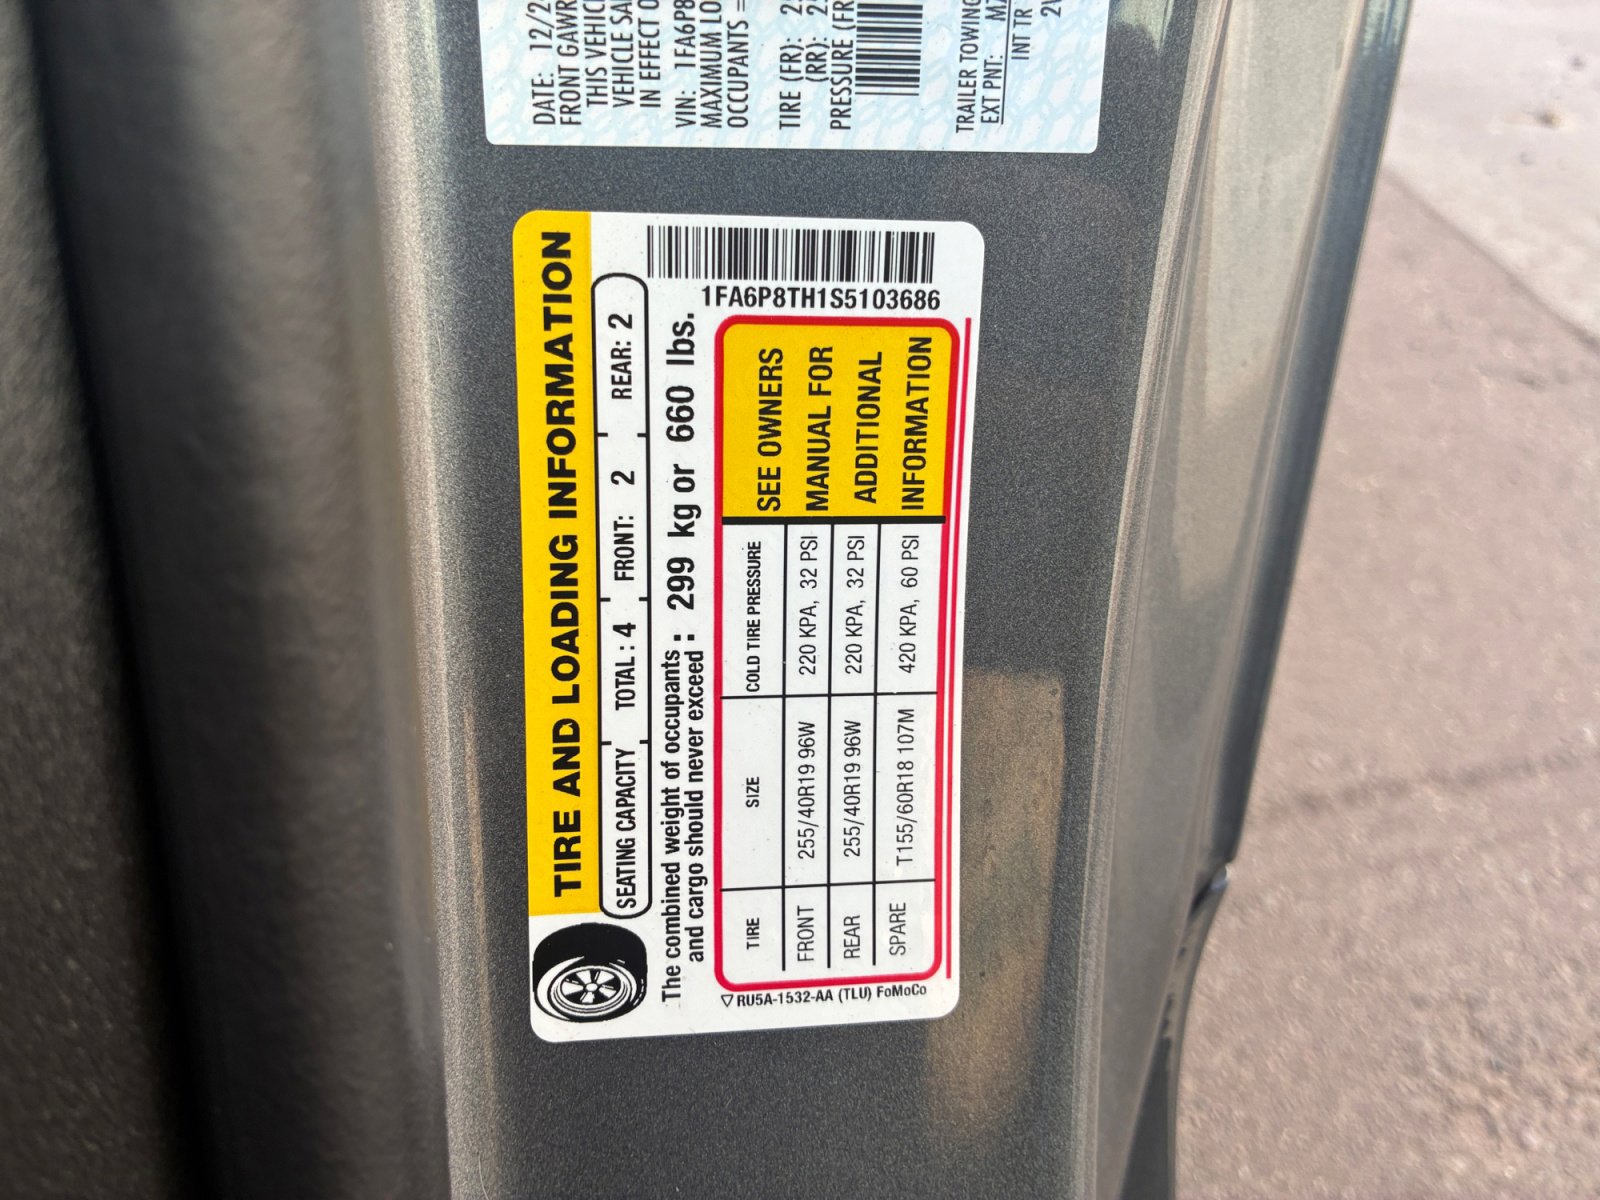 DATE: 12/2
FRONT GAWR
THIS VEHIC
VEHICLE SA
IN EFFECT O
VIN: 1FA6P8
MAXIMUM LO
OCCUPANTS =
TIRE (FR): 2
(RR): 2
PRESSURE (FR
TRAILER TOWING
EXT PNT: M
INT TR
TIRE AND LOADING INFORMATION
SEATING CAPACITY TOTAL : 4 FRONT: 2 REAR: 2
The combined weight of occupants
and cargo should never exceed : 299 kg or 660 lbs.
1FA6P8TH1S5103686
TIRE SIZE COLD TIRE PRESSURE
FRONT 255/40R19 96W 220 KPA, 32 PSI
REAR 255/40R19 96W 220 KPA, 32 PSI
SPARE T155/60R18 107M 420 KPA, 60 PSI
SEE OWNERS
MANUAL FOR
ADDITIONAL
INFORMATION
RU5A-1532-AA (TLU) FoMoCo